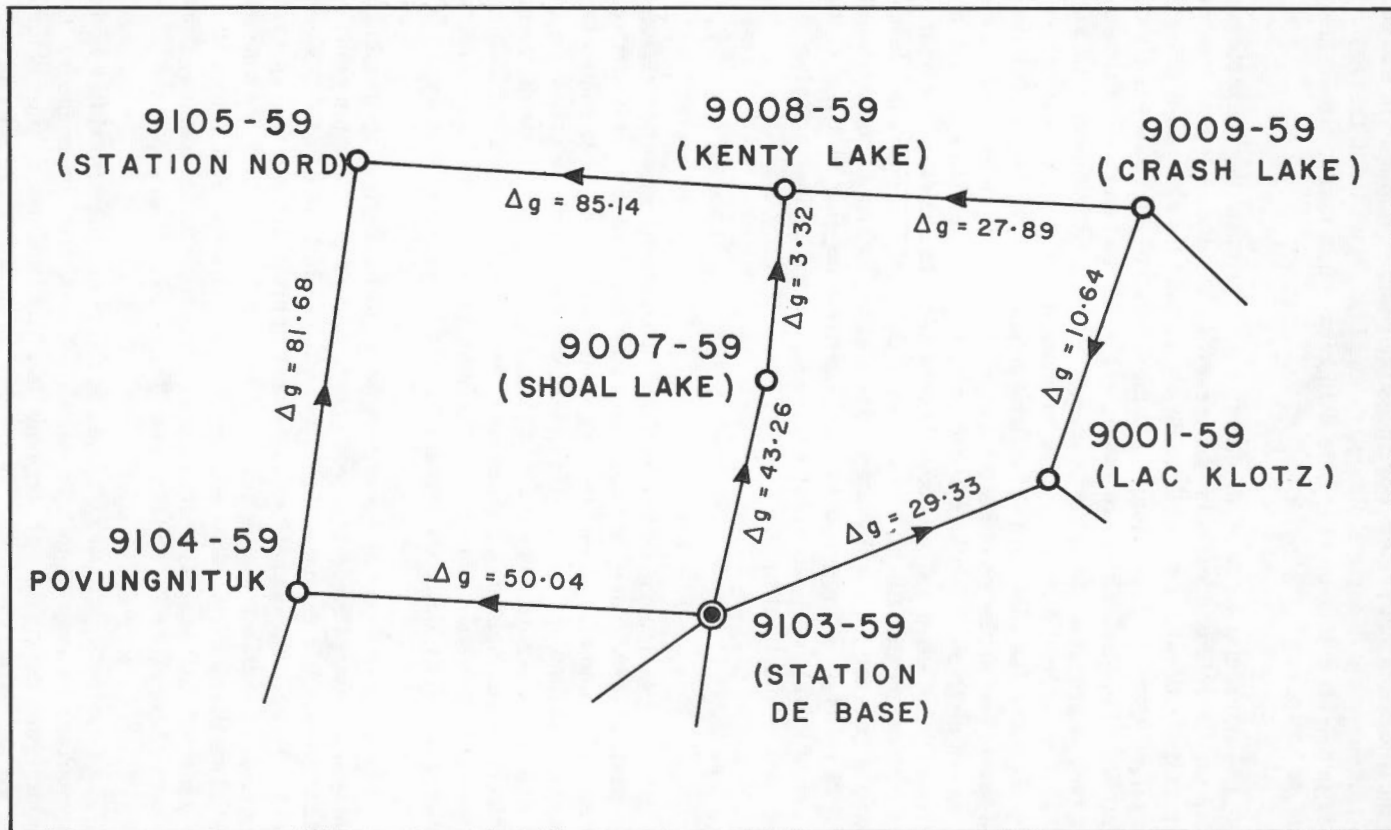 9105-59
(STATION NORD)
9008-59
(KENTY LAKE)
9009-59
(CRASH LAKE)
Δg = 85·14
Δg = 27·89
Δg = 3·32
Δg = 81·68
Δg = 10·64
9007-59
(SHOAL LAKE)
9001-59
(LAC KLOTZ)
Δg = 43·26
Δg = 29·33
9104-59
POVUNGNITUK
Δg = 50·04
9103-59
(STATION
DE BASE)